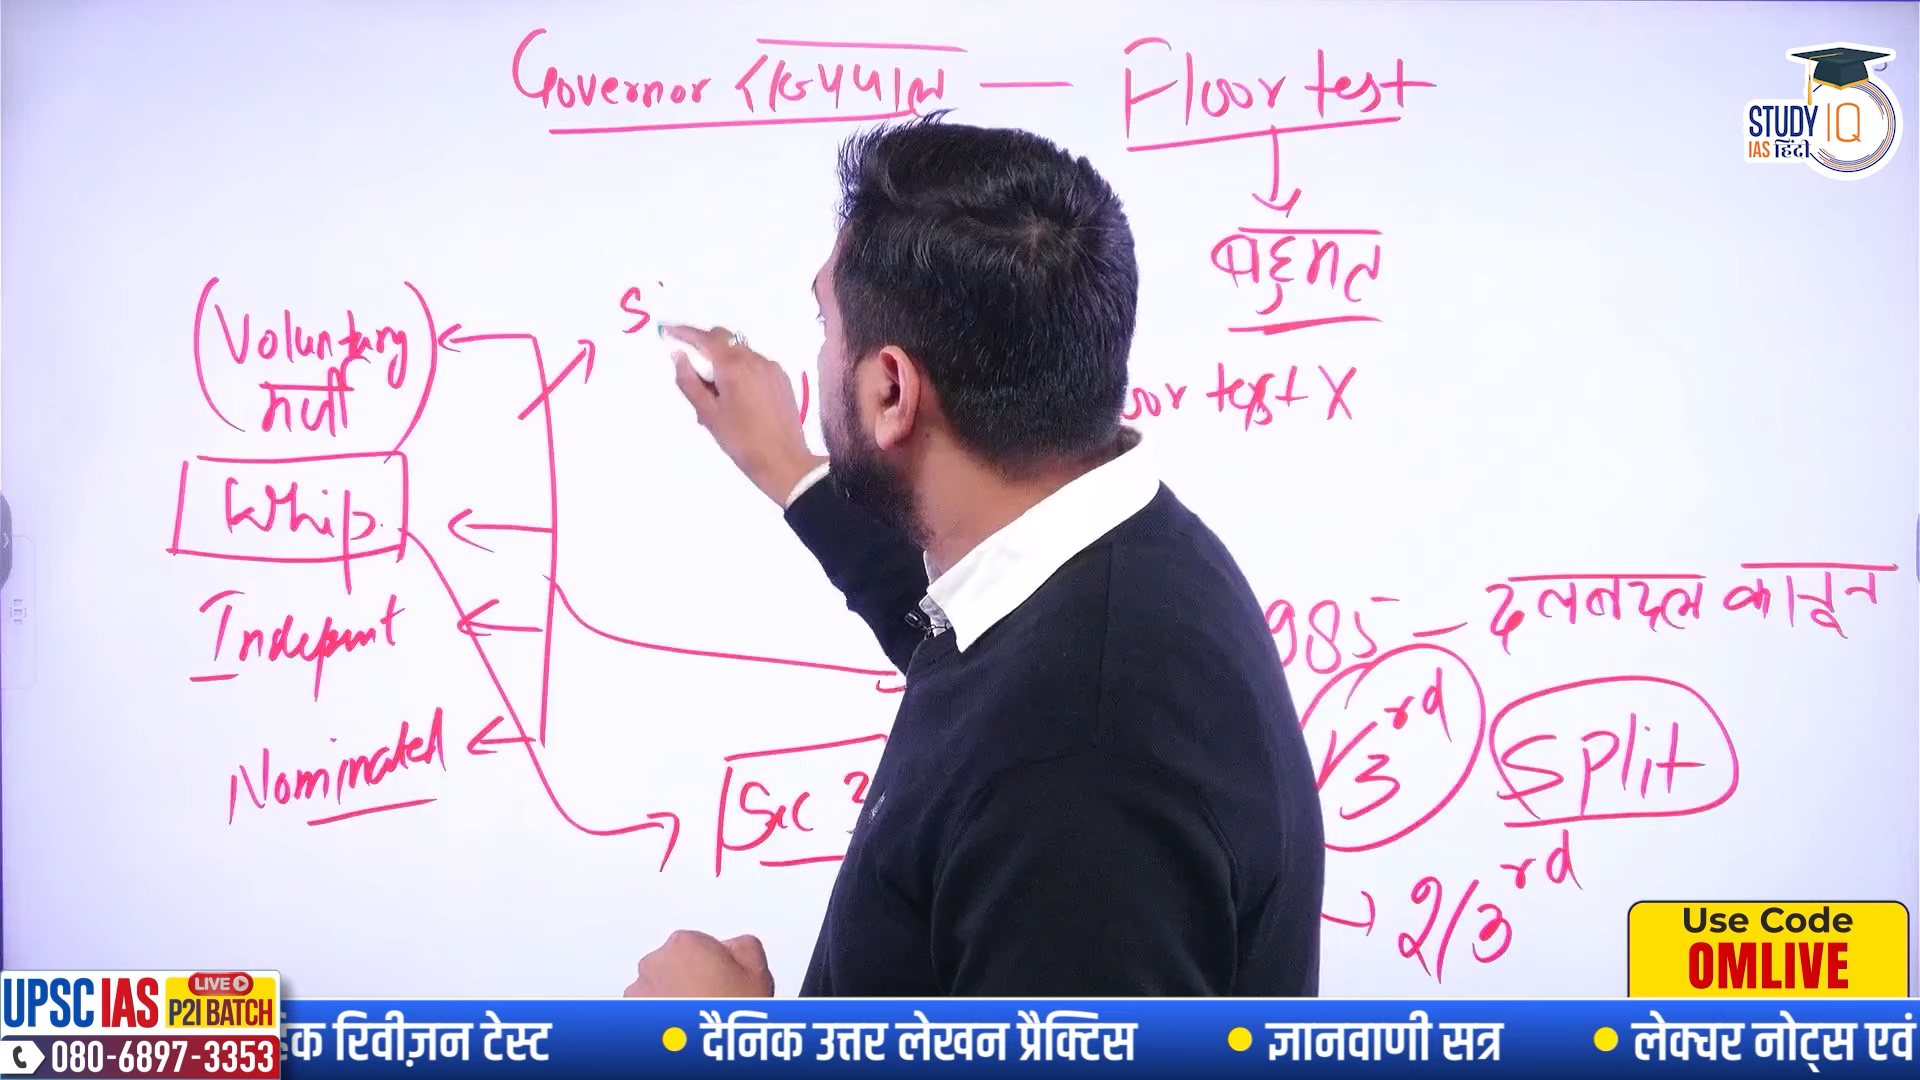 Governor राज्यपाल — Floor test
STUDY IQ
IAS हिंदी
बहुमत
(Voluntary
मर्जी)
S
test X
Whip
Indepent
985 — दलबदल कानून
1/3rd
Split
Nominated
Sec
2/3rd
Use Code
OMLIVE
UPSC IAS
LIVE
P2I BATCH
080-6897-3353
रिवीज़न टेस्ट • दैनिक उत्तर लेखन प्रैक्टिस • ज्ञानवाणी सत्र • लेक्चर नोट्स एवं